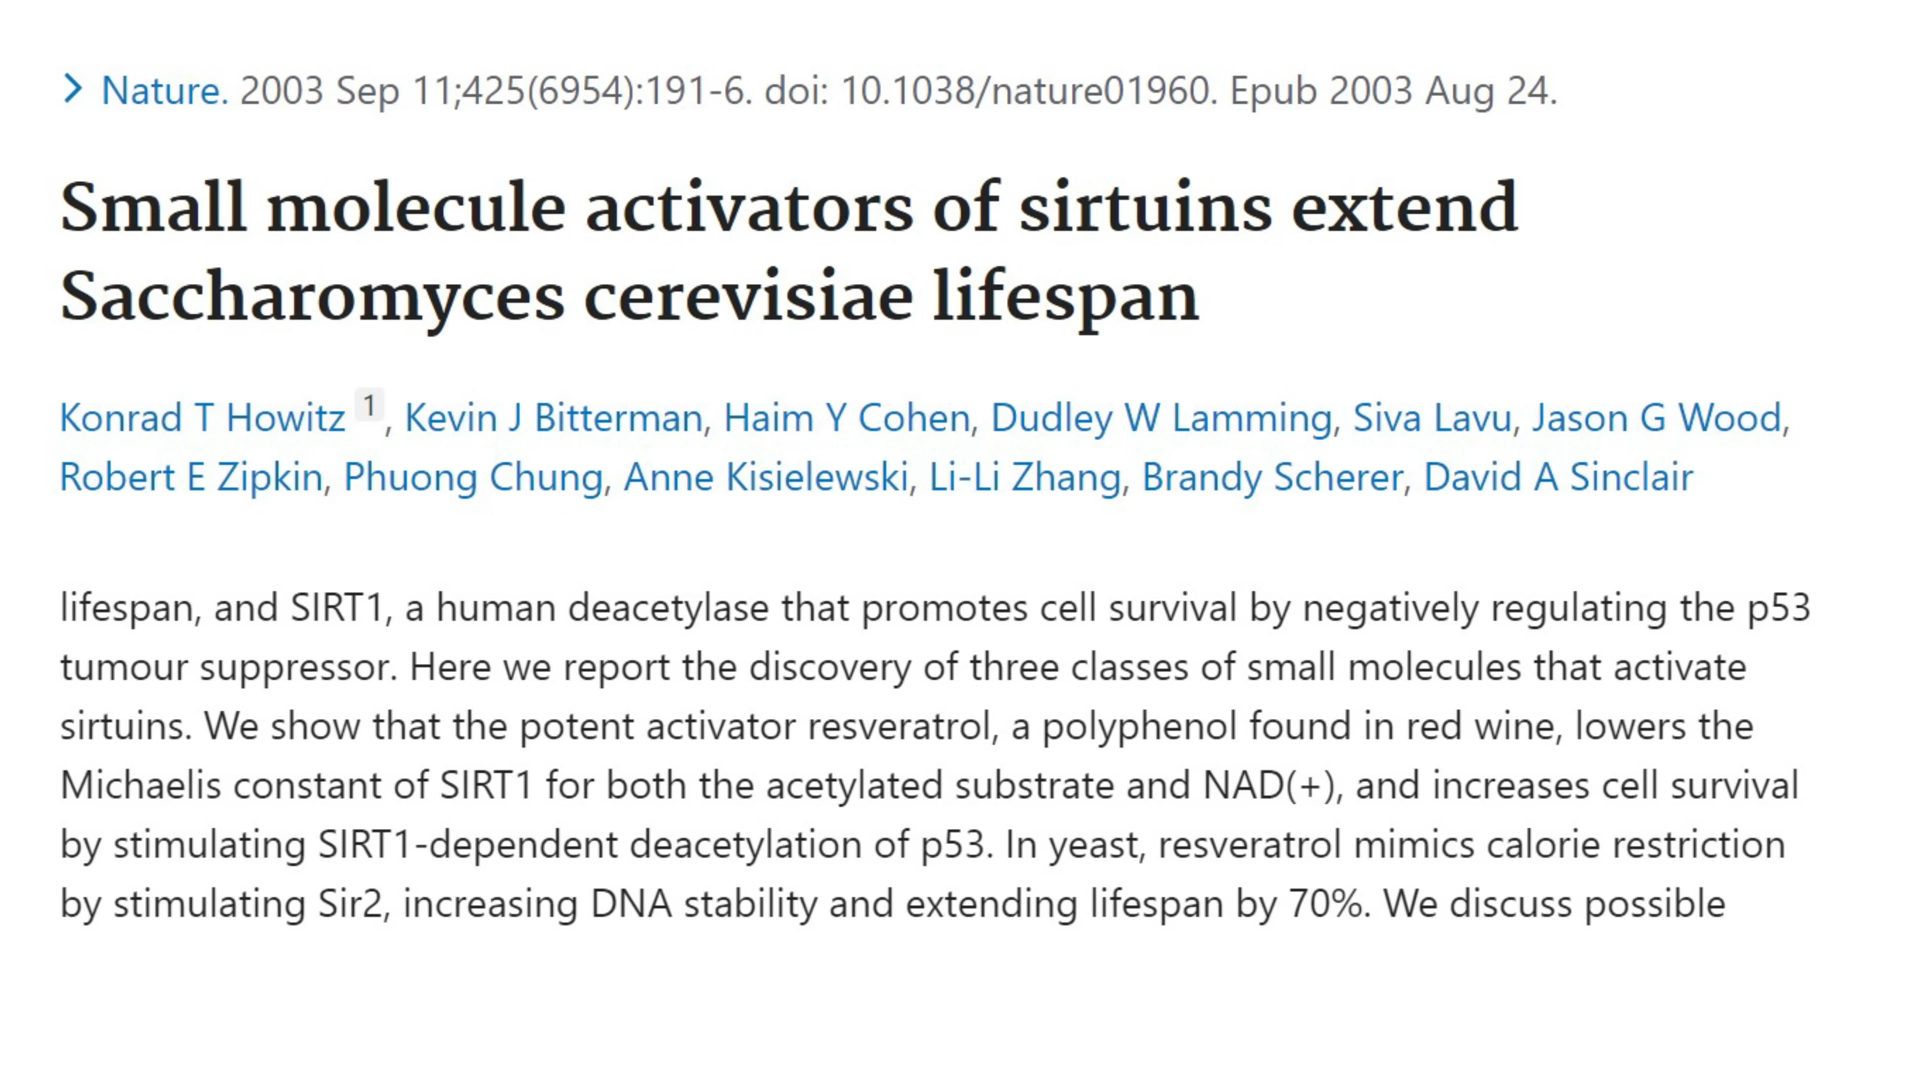 Nature. 2003 Sep 11;425(6954):191-6. doi: 10.1038/nature01960. Epub 2003 Aug 24.
Small molecule activators of sirtuins extend
Saccharomyces cerevisiae lifespan
Konrad T Howitz 1, Kevin J Bitterman, Haim Y Cohen, Dudley W Lamming, Siva Lavu, Jason G Wood,
Robert E Zipkin, Phuong Chung, Anne Kisielewski, Li-Li Zhang, Brandy Scherer, David A Sinclair
lifespan, and SIRT1, a human deacetylase that promotes cell survival by negatively regulating the p53
tumour suppressor. Here we report the discovery of three classes of small molecules that activate
sirtuins. We show that the potent activator resveratrol, a polyphenol found in red wine, lowers the
Michaelis constant of SIRT1 for both the acetylated substrate and NAD(+), and increases cell survival
by stimulating SIRT1-dependent deacetylation of p53. In yeast, resveratrol mimics calorie restriction
by stimulating Sir2, increasing DNA stability and extending lifespan by 70%. We discuss possible